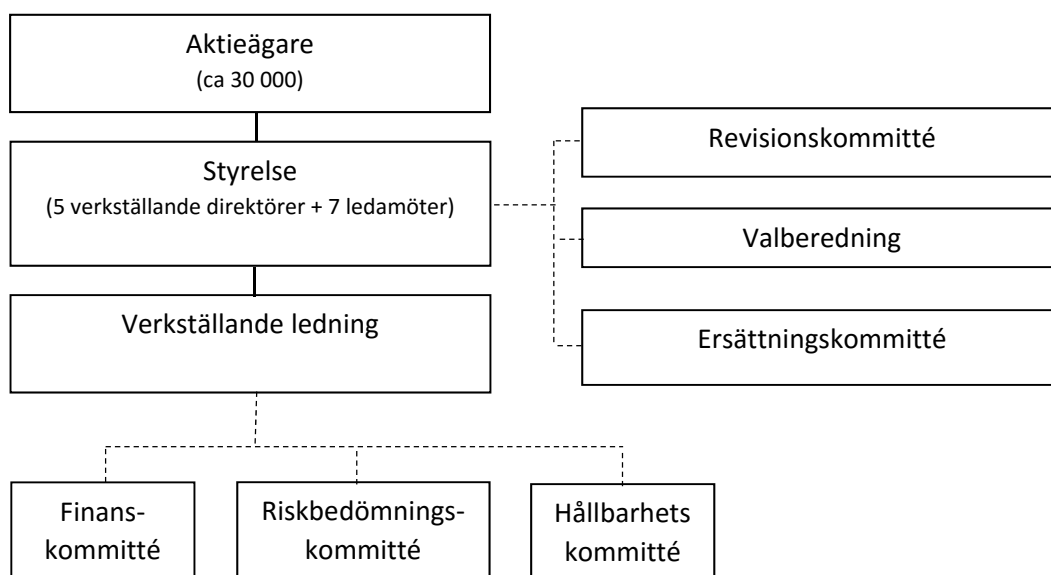 Aktieägare
(ca 30 000)
Styrelse
(5 verkställande direktörer + 7 ledamöter)
Revisionskommitté
Valberedning
Ersättningskommitté
Verkställande ledning
Finans-
kommitté
Riskbedömnings-
kommitté
Hållbarhets
kommitté